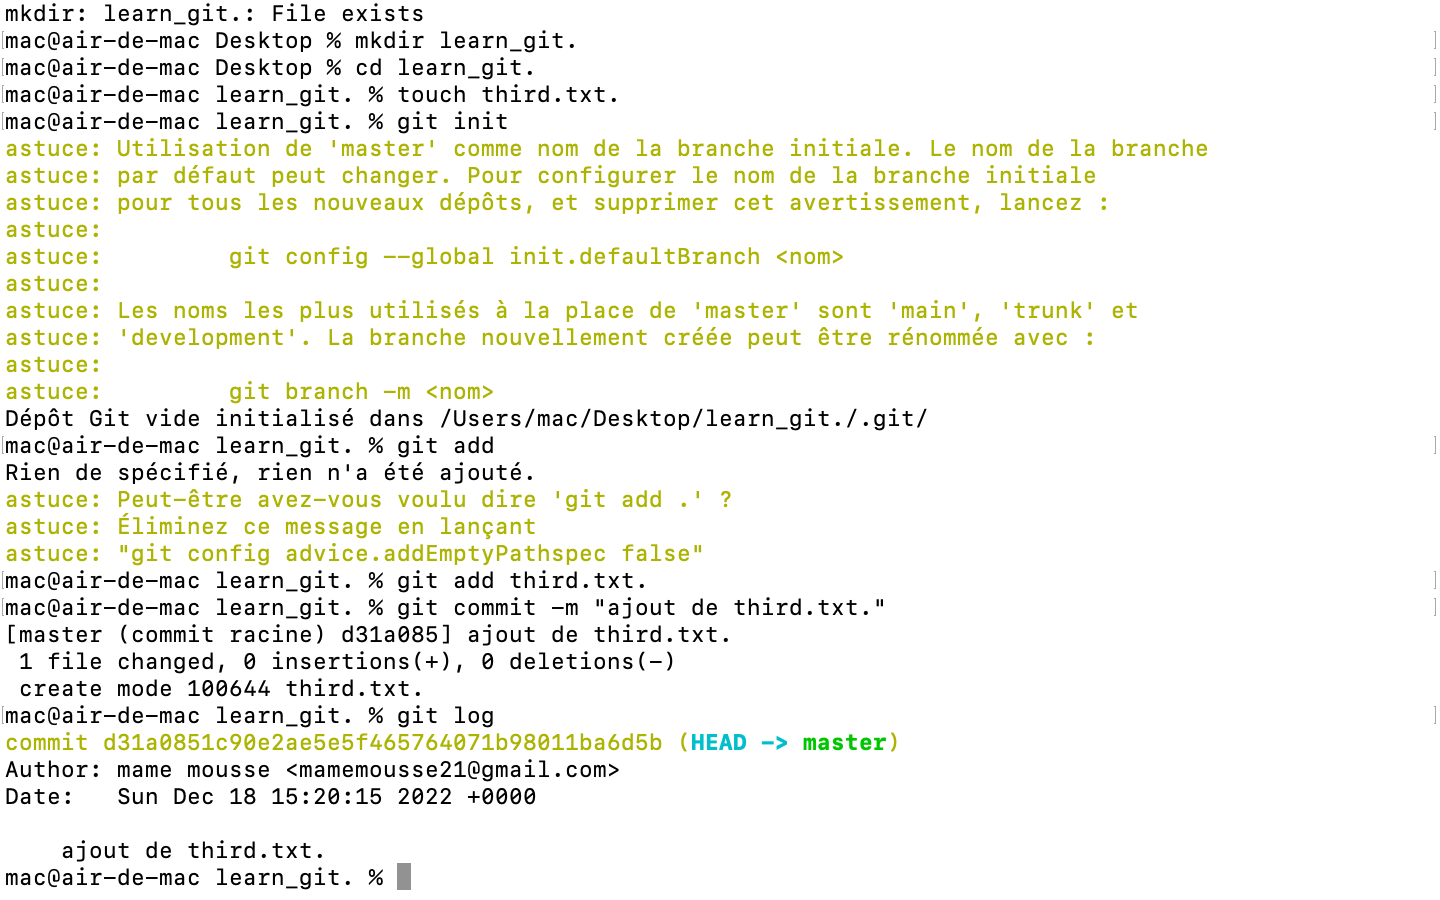 mkdir: learn_git.: File exists
[mac@air-de-mac Desktop % mkdir learn_git. ]
[mac@air-de-mac Desktop % cd learn_git. ]
[mac@air-de-mac learn_git. % touch third.txt. ]
[mac@air-de-mac learn_git. % git init ]
astuce: Utilisation de 'master' comme nom de la branche initiale. Le nom de la branche
astuce: par défaut peut changer. Pour configurer le nom de la branche initiale
astuce: pour tous les nouveaux dépôts, et supprimer cet avertissement, lancez :
astuce:
astuce:         git config --global init.defaultBranch <nom>
astuce:
astuce: Les noms les plus utilisés à la place de 'master' sont 'main', 'trunk' et
astuce: 'development'. La branche nouvellement créée peut être rénommée avec :
astuce:
astuce:         git branch -m <nom>
Dépôt Git vide initialisé dans /Users/mac/Desktop/learn_git./.git/
[mac@air-de-mac learn_git. % git add ]
Rien de spécifié, rien n'a été ajouté.
astuce: Peut-être avez-vous voulu dire 'git add .' ?
astuce: Éliminez ce message en lançant
astuce: "git config advice.addEmptyPathspec false"
[mac@air-de-mac learn_git. % git add third.txt. ]
[mac@air-de-mac learn_git. % git commit -m "ajout de third.txt." ]
[master (commit racine) d31a085] ajout de third.txt.
 1 file changed, 0 insertions(+), 0 deletions(-)
 create mode 100644 third.txt.
[mac@air-de-mac learn_git. % git log ]
commit d31a0851c90e2ae5e5f465764071b98011ba6d5b (HEAD -> master)
Author: mame mousse <mamemousse21@gmail.com>
Date:   Sun Dec 18 15:20:15 2022 +0000
    ajout de third.txt.
mac@air-de-mac learn_git. %